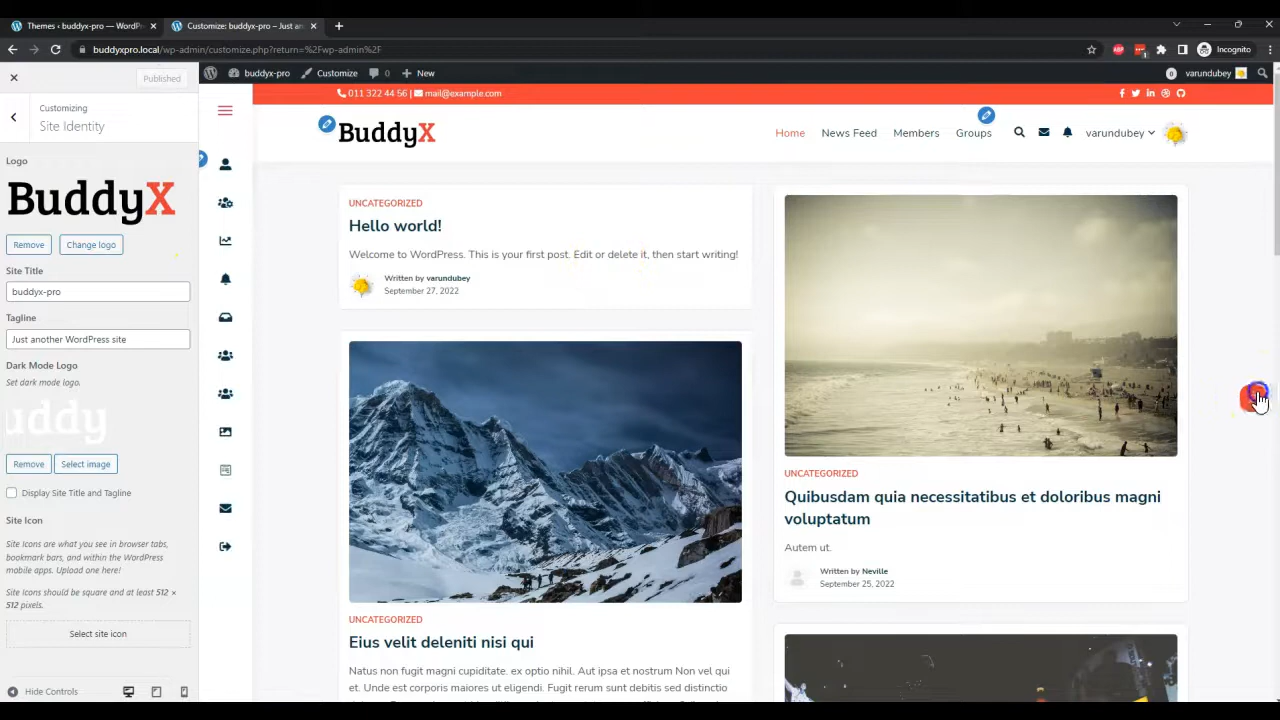 Themes ‹ buddyx-pro — WordP
Customize: buddyx-pro – Just an
buddyxpro.local/wp-admin/customize.php?return=%2Fwp-admin%2F
Incognito
Published
buddyx-pro
Customize
0
New
0
varundubey
Customizing
Site Identity
011 322 44 56 | mail@example.com
BuddyX
Home
News Feed
Members
Groups
varundubey
Logo
BuddyX
Remove
Change logo
Site Title
buddyx-pro
Tagline
Just another WordPress site
Dark Mode Logo
Set dark mode logo.
uddy
Remove
Select image
Display Site Title and Tagline
Site Icon
Site Icons are what you see in browser tabs,
bookmark bars, and within the WordPress
mobile apps. Upload one here!
Site Icons should be square and at least 512 ×
512 pixels.
Select site icon
Hide Controls
UNCATEGORIZED
Hello world!
Welcome to WordPress. This is your first post. Edit or delete it, then start writing!
Written by varundubey
September 27, 2022
UNCATEGORIZED
Eius velit deleniti nisi qui
Natus non fugit magni cupiditate. ex optio nihil. Aut ipsa et nostrum Non vel qui
et. Unde est corporis maiores ut eligendi. Fugit rerum sunt debitis sed distinctio
UNCATEGORIZED
Quibusdam quia necessitatibus et doloribus magni
voluptatum
Autem ut.
Written by Neville
September 25, 2022